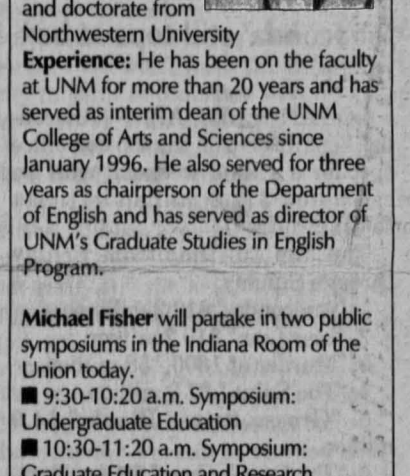 and doctorate from
Northwestern University
Experience: He has been on the faculty
at UNM for more than 20 years and has
served as interim dean of the UNM
College of Arts and Sciences since
January 1996. He also served for three
years as chairperson of the Department
of English and has served as director of
UNM's Graduate Studies in English
Program.
Michael Fisher will partake in two public
symposiums in the Indiana Room of the
Union today.
■ 9:30-10:20 a.m. Symposium:
Undergraduate Education
■ 10:30-11:20 a.m. Symposium:
Graduate Education and Research